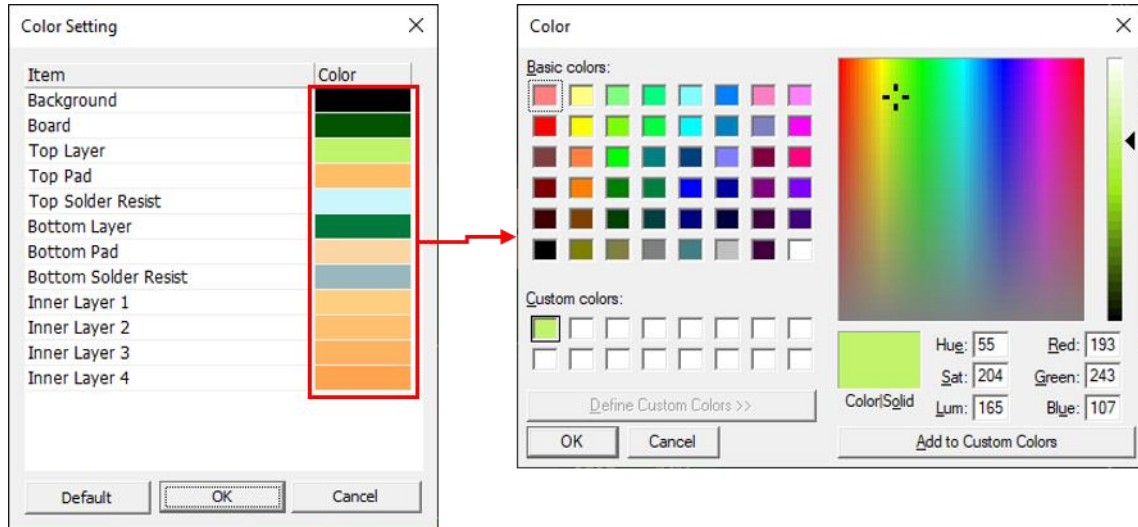 Color Setting
Item Color
Background
Board
Top Layer
Top Pad
Top Solder Resist
Bottom Layer
Bottom Pad
Bottom Solder Resist
Inner Layer 1
Inner Layer 2
Inner Layer 3
Inner Layer 4
Default OK Cancel
Color
Basic colors:
Custom colors:
Define Custom Colors >>
OK Cancel
Color|Solid
Hue: 55 Red: 193
Sat: 204 Green: 243
Lum: 165 Blue: 107
Add to Custom Colors